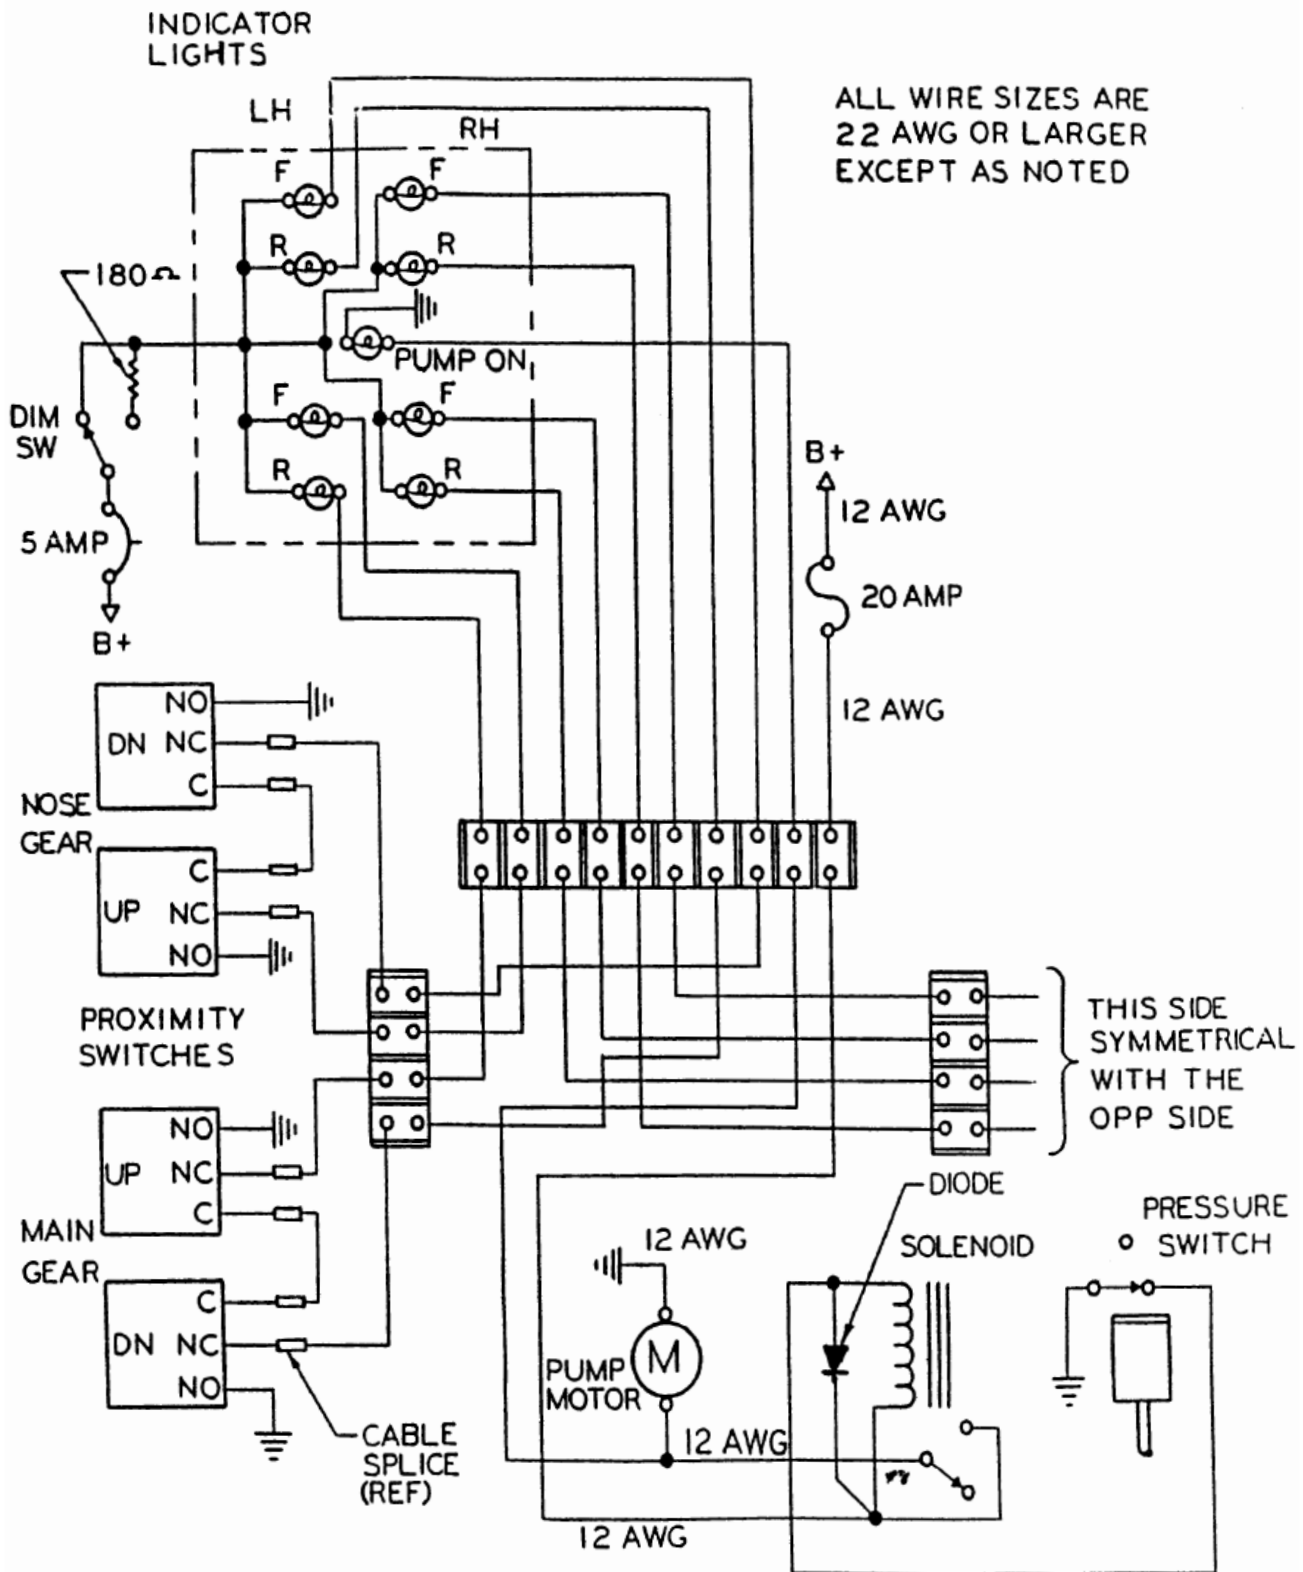 INDICATOR
LIGHTS
LH
RH
ALL WIRE SIZES ARE
22 AWG OR LARGER
EXCEPT AS NOTED
F
F
R
R
180Ω
PUMP ON
F
F
DIM
SW
R
R
B+
12 AWG
5 AMP
20 AMP
B+
12 AWG
NO
DN NC
C
NOSE
GEAR
C
UP NC
NO
PROXIMITY
SWITCHES
THIS SIDE
SYMMETRICAL
WITH THE
OPP SIDE
NO
UP NC
C
MAIN
GEAR
C
DN NC
NO
DIODE
PRESSURE
SWITCH
12 AWG
SOLENOID
M
PUMP
MOTOR
12 AWG
CABLE
SPLICE
(REF)
12 AWG